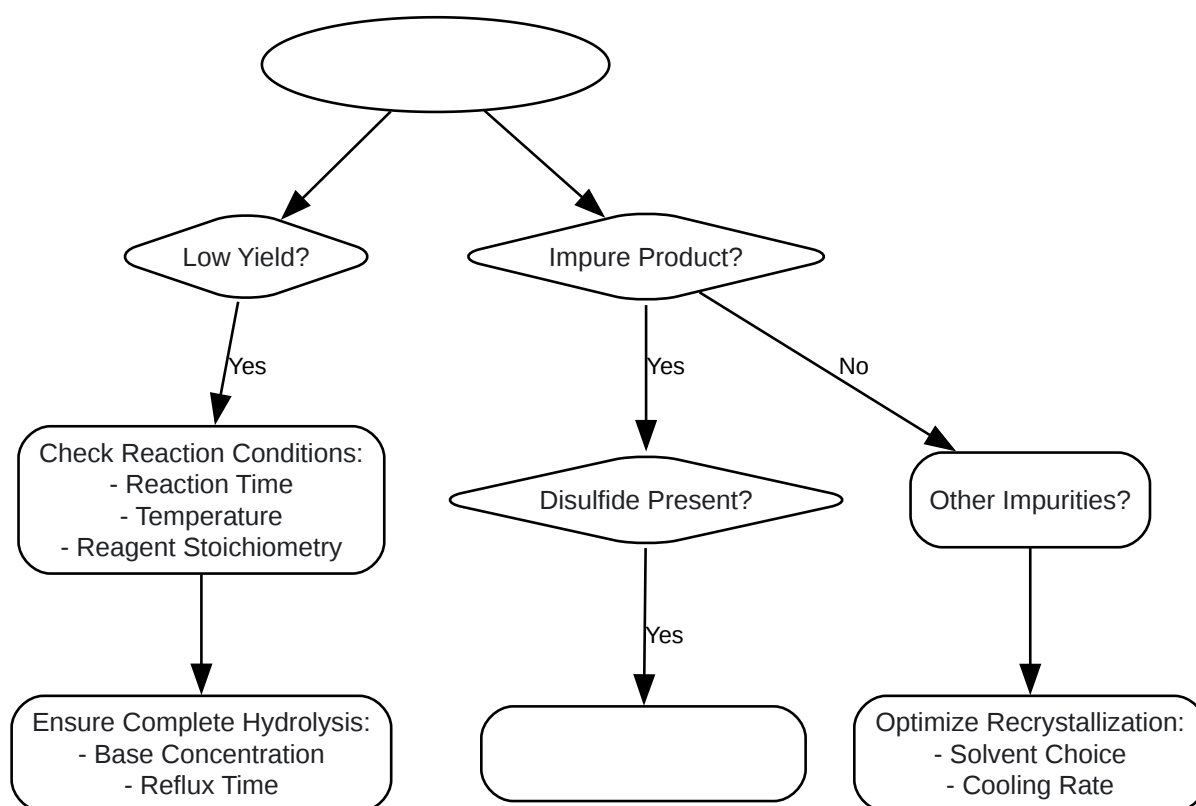 Low Yield?
Impure Product?
Yes
Yes
No
Check Reaction Conditions:
- Reaction Time
- Temperature
- Reagent Stoichiometry
Disulfide Present?
Other Impurities?
Yes
Ensure Complete Hydrolysis:
- Base Concentration
- Reflux Time
Optimize Recrystallization:
- Solvent Choice
- Cooling Rate